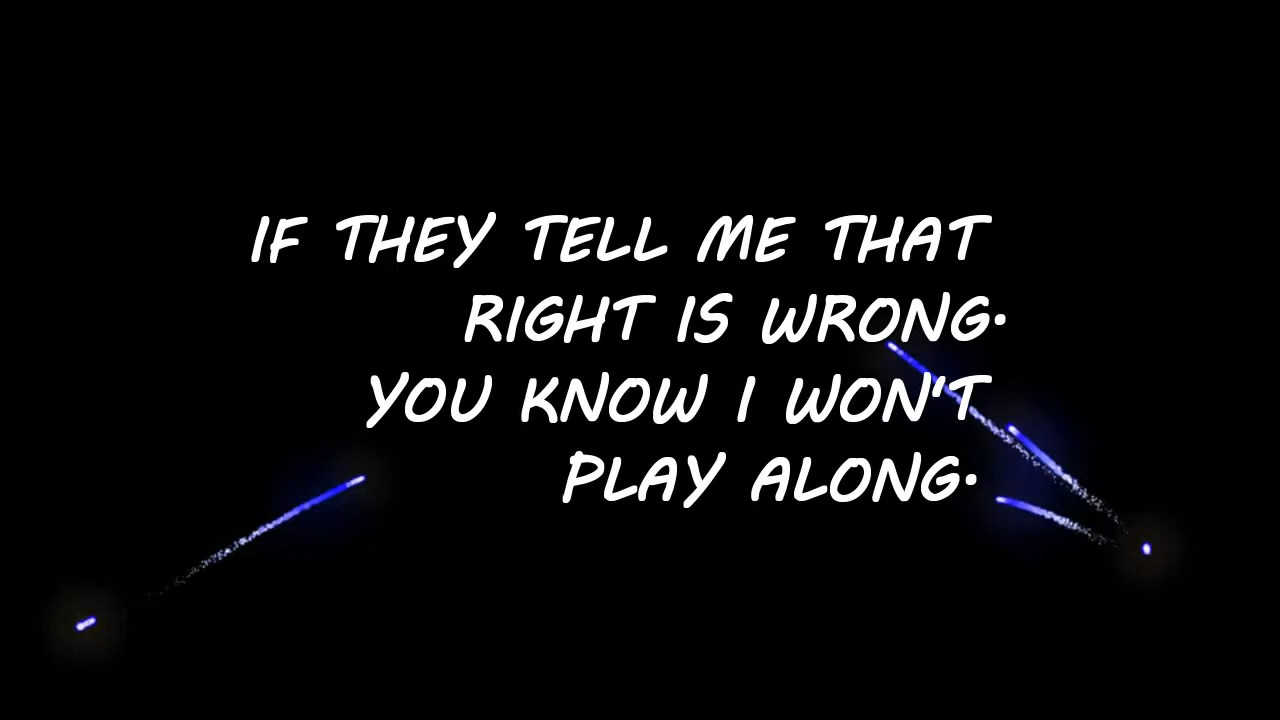 IF THEY TELL ME THAT
RIGHT IS WRONG.
YOU KNOW I WON'T
PLAY ALONG.